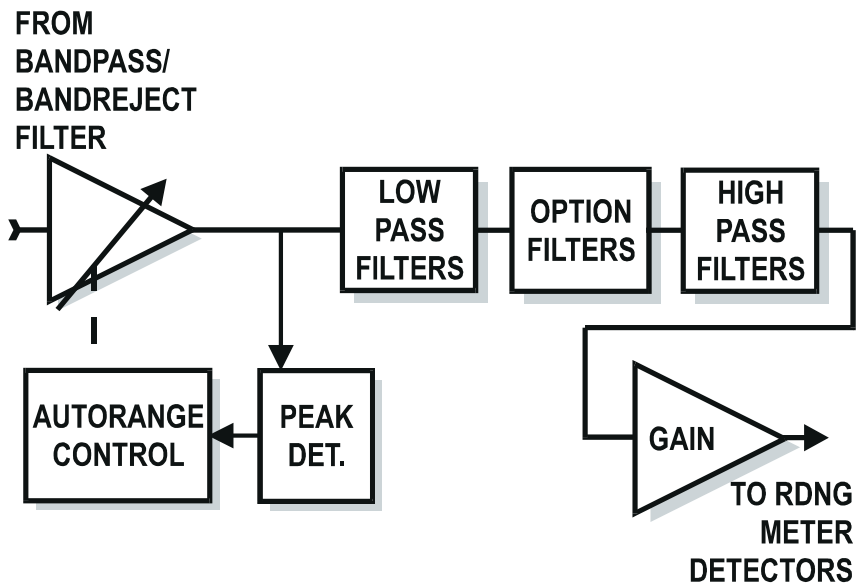 FROM
BANDPASS/
BANDREJECT
FILTER
LOW
PASS
FILTERS
OPTION
FILTERS
HIGH
PASS
FILTERS
AUTORANGE
CONTROL
PEAK
DET.
GAIN
TO RDNG
METER
DETECTORS